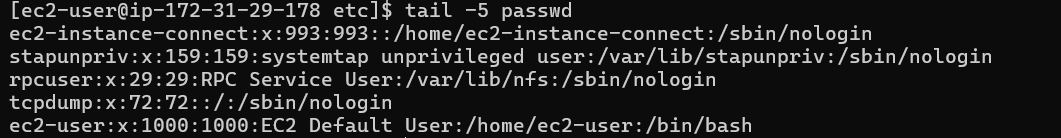 [ec2-user@ip-172-31-29-178 etc]$ tail -5 passwd
ec2-instance-connect:x:993:993::/home/ec2-instance-connect:/sbin/nologin
stapunpriv:x:159:159:systemtap unprivileged user:/var/lib/stapunpriv:/sbin/nologin
rpcuser:x:29:29:RPC Service User:/var/lib/nfs:/sbin/nologin
tcpdump:x:72:72::/:/sbin/nologin
ec2-user:x:1000:1000:EC2 Default User:/home/ec2-user:/bin/bash